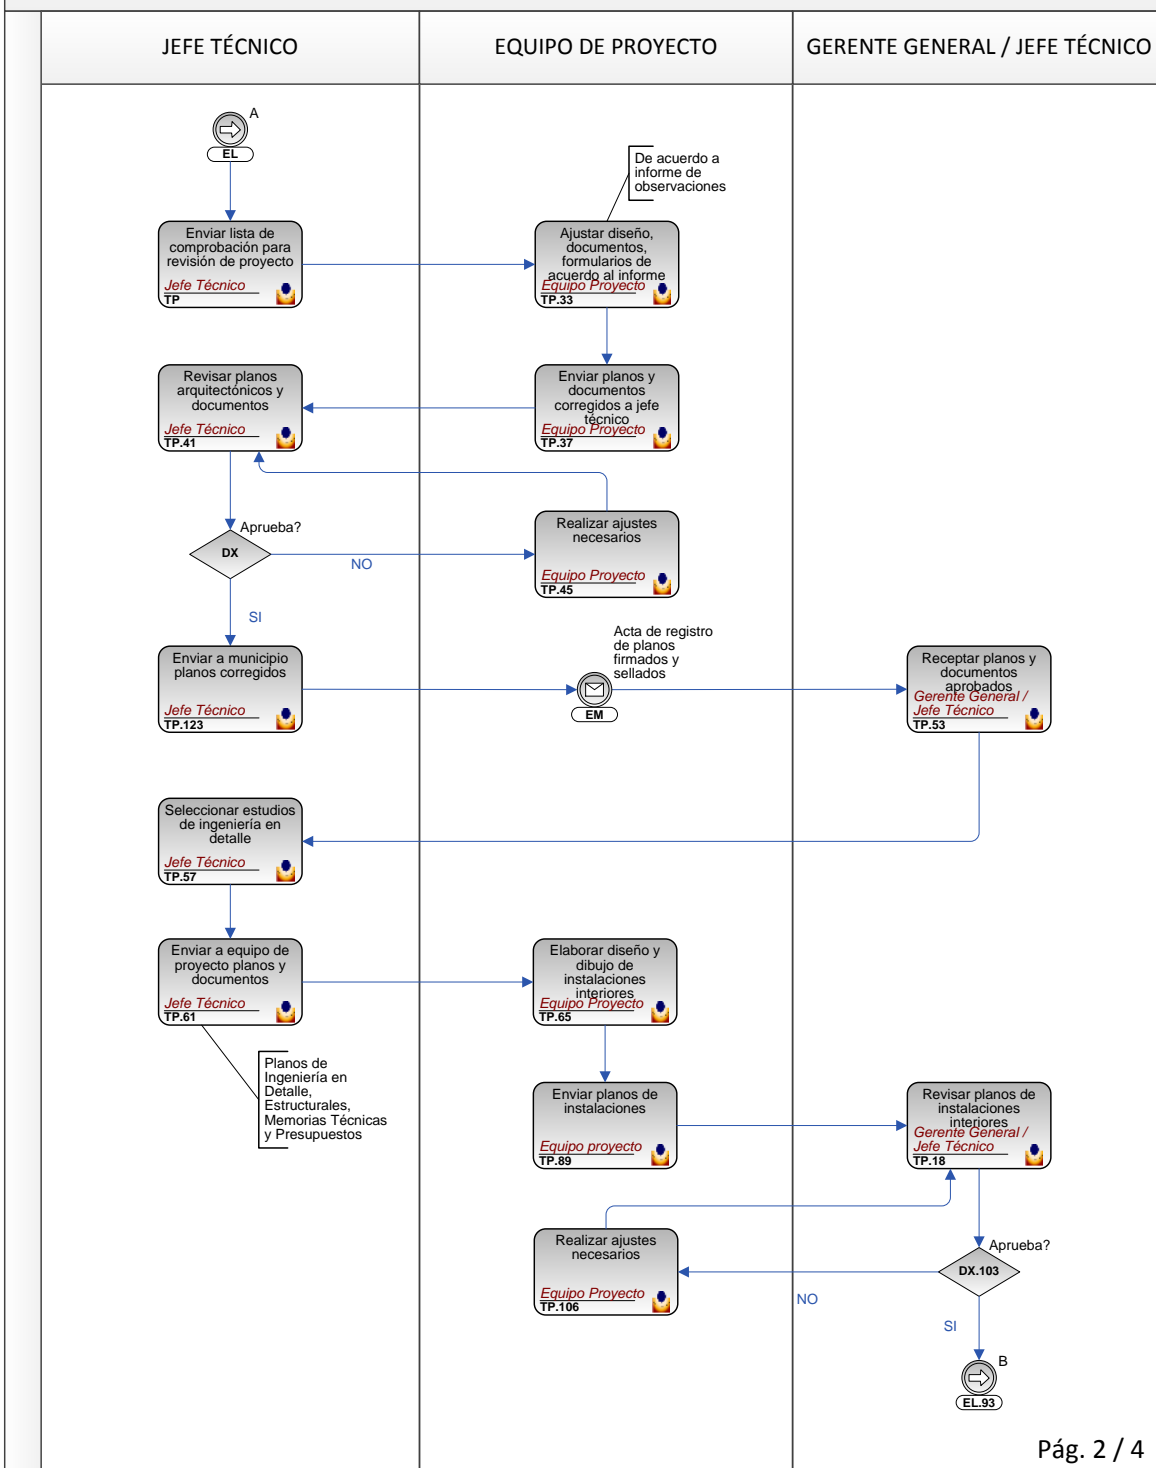 JEFE TÉCNICO
EQUIPO DE PROYECTO
GERENTE GENERAL / JEFE TÉCNICO
A
EL
De acuerdo a
informe de
observaciones
Enviar lista de
comprobación para
revisión de proyecto
Jefe Técnico
TP
Ajustar diseño,
documentos,
formularios de
acuerdo al informe
Equipo Proyecto
TP.33
Revisar planos
arquitectónicos y
documentos
Jefe Técnico
TP.41
Enviar planos y
documentos
corregidos a jefe
técnico
Equipo Proyecto
TP.37
Aprueba?
DX
NO
SI
Realizar ajustes
necesarios
Equipo Proyecto
TP.45
Enviar a municipio
planos corregidos
Jefe Técnico
TP.123
Acta de registro
de planos
firmados y
sellados
EM
Receptar planos y
documentos
aprobados
Gerente General /
Jefe Técnico
TP.53
Seleccionar estudios
de ingeniería en
detalle
Jefe Técnico
TP.57
Enviar a equipo de
proyecto planos y
documentos
Jefe Técnico
TP.61
Elaborar diseño y
dibujo de
instalaciones
interiores
Equipo Proyecto
TP.65
Planos de
Ingeniería en
Detalle,
Estructurales,
Memorias Técnicas
y Presupuestos
Enviar planos de
instalaciones
Equipo proyecto
TP.89
Revisar planos de
instalaciones
interiores
Gerente General /
Jefe Técnico
TP.18
Realizar ajustes
necesarios
Equipo Proyecto
TP.106
Aprueba?
DX.103
NO
SI
B
EL.93
Pág. 2 / 4